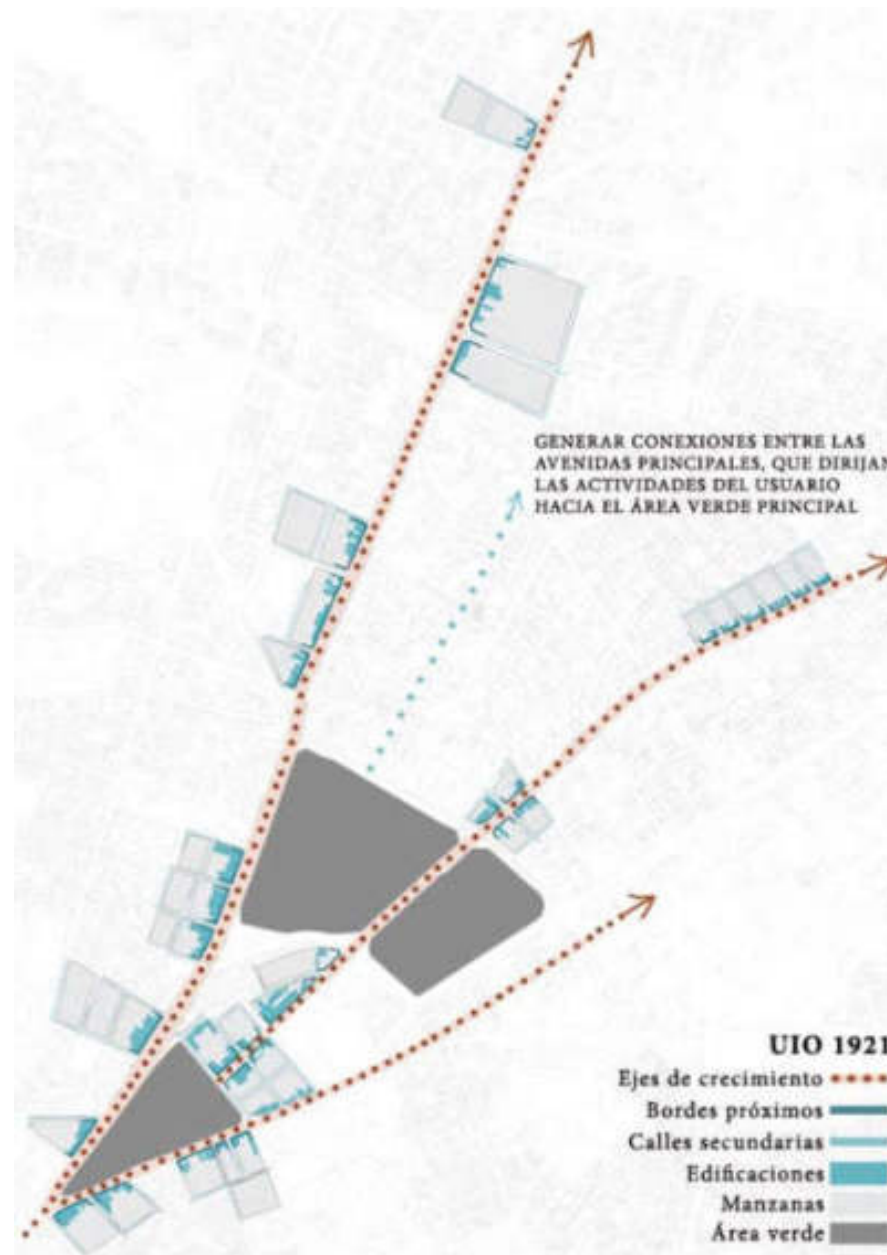 GENERAR CONEXIONES ENTRE LAS
AVENIDAS PRINCIPALES, QUE DIRIJAN
LAS ACTIVIDADES DEL USUARIO
HACIA EL ÁREA VERDE PRINCIPAL
UIO 1921
Ejes de crecimiento
Bordes próximos
Calles secundarias
Edificaciones
Manzanas
Área verde